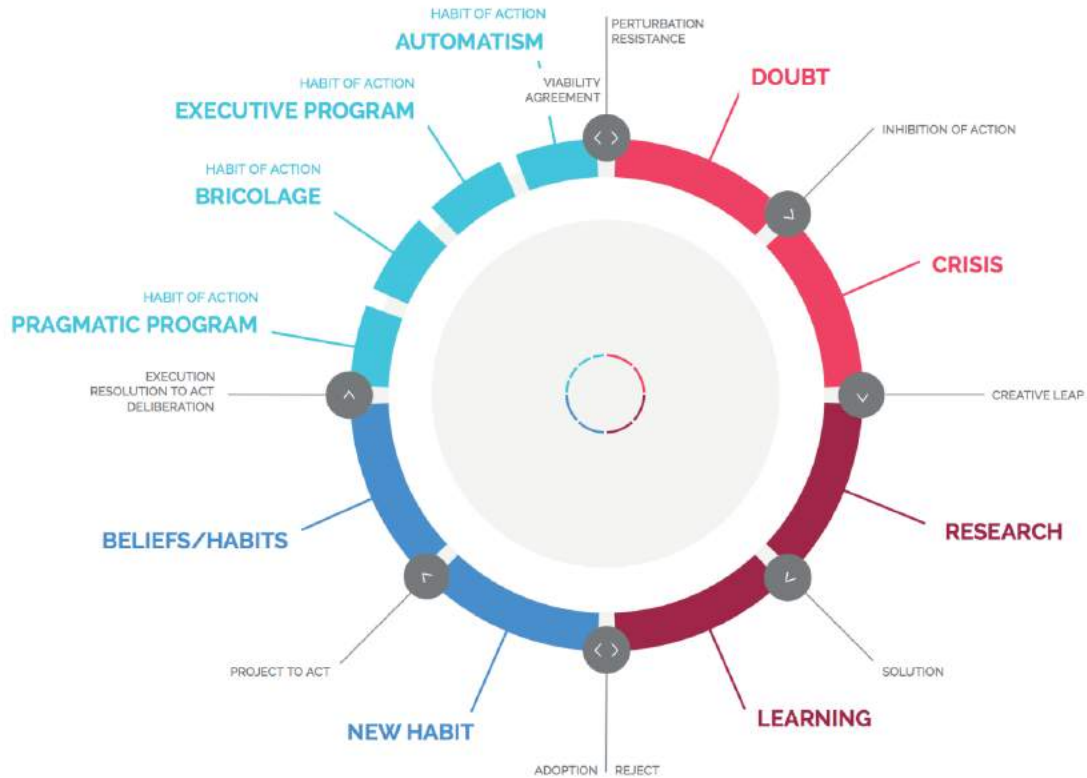 HABIT OF ACTION
AUTOMATISM
PERTURBATION
RESISTANCE
VIABILITY
AGREEMENT
DOUBT
HABIT OF ACTION
EXECUTIVE PROGRAM
INHIBITION OF ACTION
HABIT OF ACTION
BRICOLAGE
CRISIS
HABIT OF ACTION
PRAGMATIC PROGRAM
EXECUTION
RESOLUTION TO ACT
DELIBERATION
CREATIVE LEAP
BELIEFS/HABITS
RESEARCH
PROJECT TO ACT
SOLUTION
NEW HABIT
LEARNING
ADOPTION
REJECT